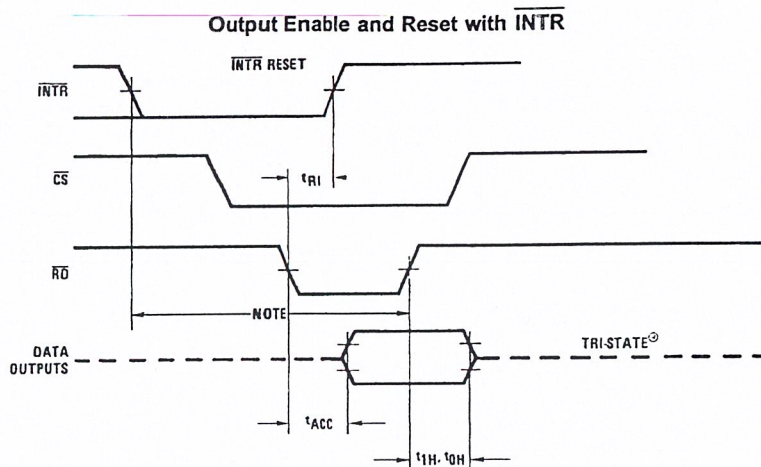 Output Enable and Reset with INTR
INTR RESET
INTR
CS
tRI
RD
NOTE
DATA
OUTPUTS
TRI-STATE®
tACC
t1H, t0H